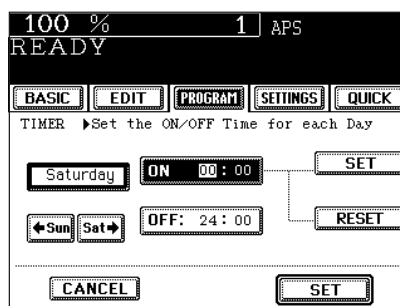 100 % 1 APS
READY
BASIC EDIT PROGRAM SETTINGS QUICK
TIMER ▶Set the ON/OFF Time for each Day
Saturday ON 00:00 SET
←Sun Sat→ OFF: 24:00 RESET
CANCEL SET